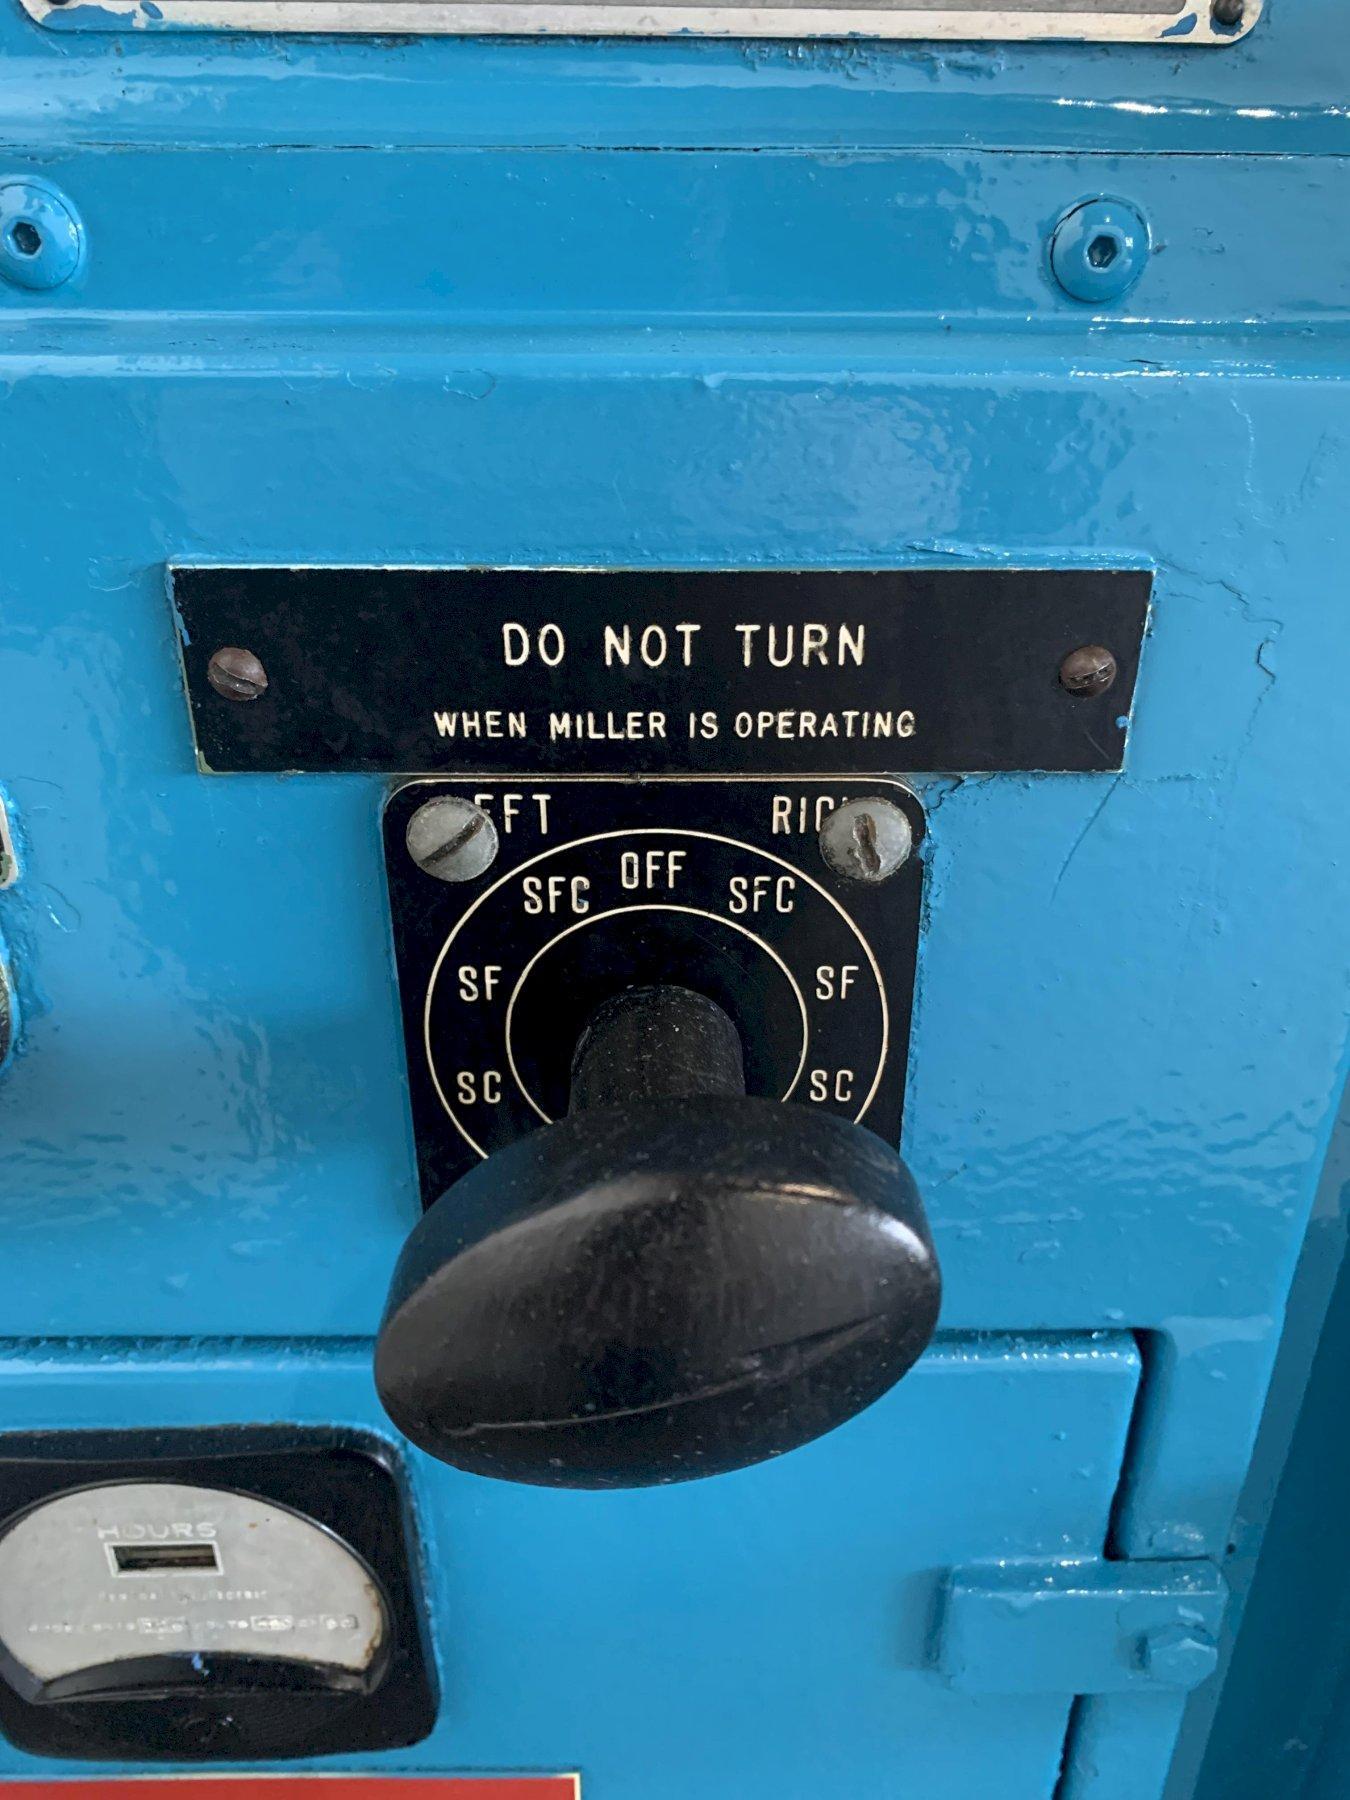 DO NOT TURN
WHEN MILLER IS OPERATING
OFF
SFC SFC
SF SF
SC SC
HOURS